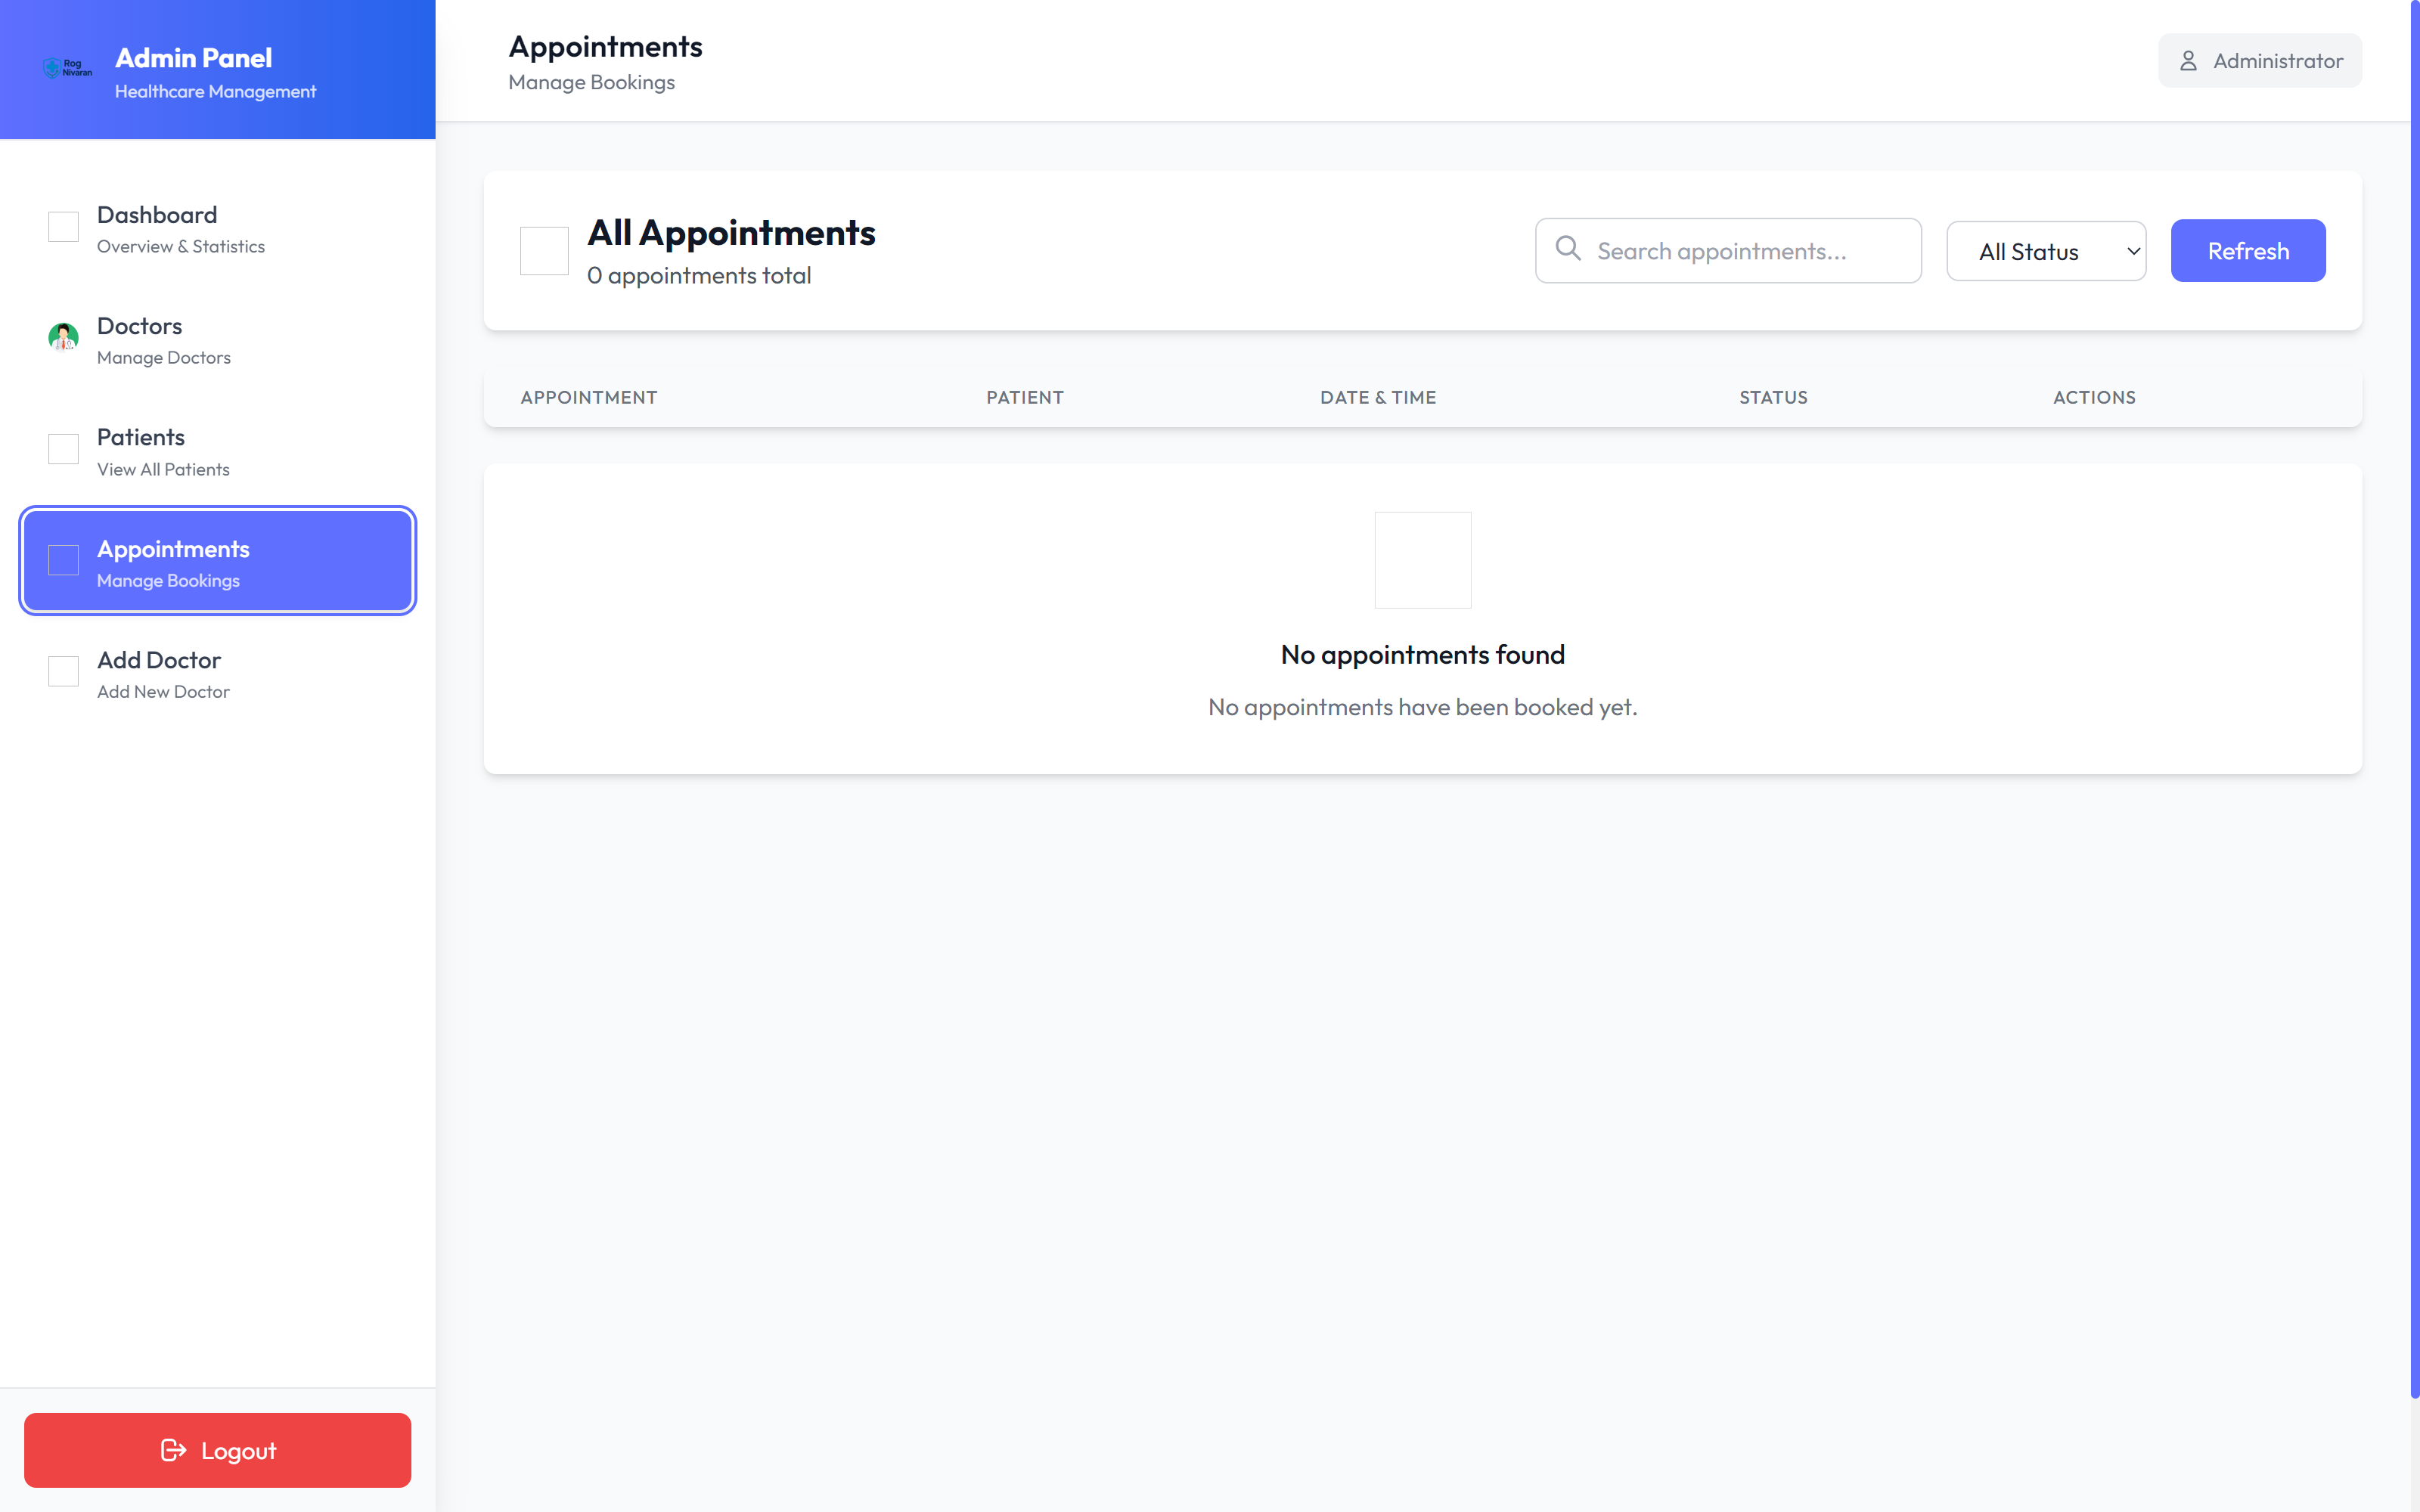 Rog
Nivaran
Admin Panel
Healthcare Management
Dashboard
Overview & Statistics
Doctors
Manage Doctors
Patients
View All Patients
Appointments
Manage Bookings
Add Doctor
Add New Doctor
Logout
Appointments
Manage Bookings
Administrator
All Appointments
0 appointments total
Search appointments...
All Status
Refresh
APPOINTMENT PATIENT DATE & TIME STATUS ACTIONS
No appointments found
No appointments have been booked yet.